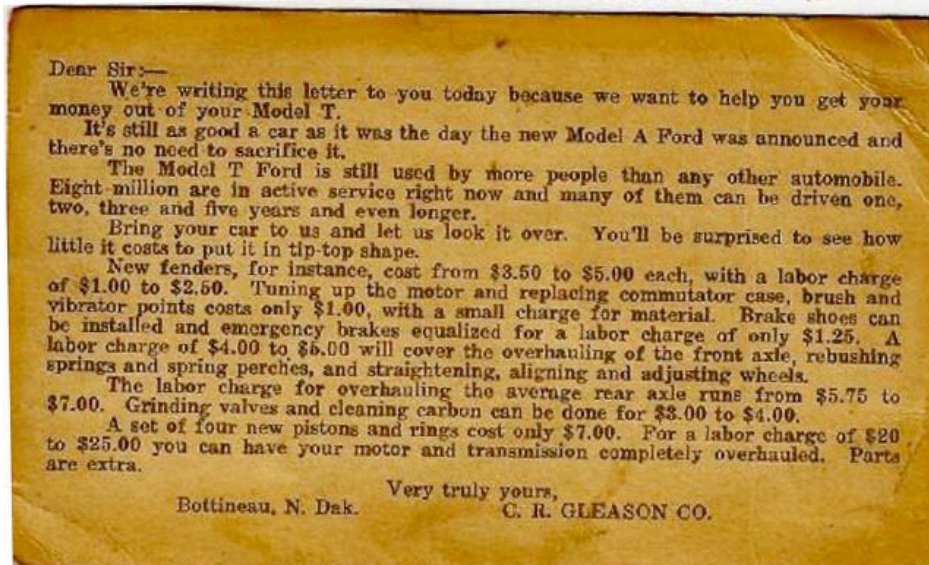 Dear Sir:—
We're writing this letter to you today because we want to help you get your
money out of your Model T.
It's still as good a car as it was the day the new Model A Ford was announced and
there's no need to sacrifice it.
The Model T Ford is still used by more people than any other automobile.
Eight million are in active service right now and many of them can be driven one,
two, three and five years and even longer.
Bring your car to us and let us look it over. You'll be surprised to see how
little it costs to put it in tip-top shape.
New fenders, for instance, cost from $3.50 to $5.00 each, with a labor charge
of $1.00 to $2.50. Tuning up the motor and replacing commutator case, brush and
vibrator points costs only $1.00, with a small charge for material. Brake shoes can
be installed and emergency brakes equalized for a labor charge of only $1.25. A
labor charge of $4.00 to $5.00 will cover the overhauling of the front axle, rebushing
springs and spring perches, and straightening, aligning and adjusting wheels.
The labor charge for overhauling the average rear axle runs from $5.75 to
$7.00. Grinding valves and cleaning carbon can be done for $3.00 to $4.00.
A set of four new pistons and rings cost only $7.00. For a labor charge of $20
to $25.00 you can have your motor and transmission completely overhauled. Parts
are extra.
Very truly yours,
Bottineau, N. Dak. C. R. GLEASON CO.